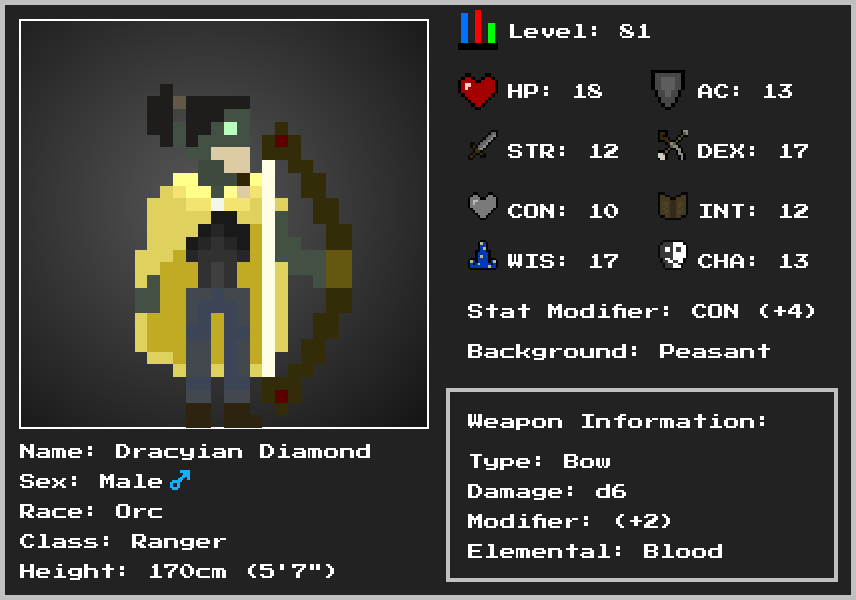 Level: 81
HP: 18
AC: 13
STR: 12
DEX: 17
CON: 10
INT: 12
WIS: 17
CHA: 13
Stat Modifier: CON (+4)
Background: Peasant
Weapon Information:
Type: Bow
Damage: d6
Modifier: (+2)
Elemental: Blood
Name: Dracyian Diamond
Sex: Male ♂
Race: Orc
Class: Ranger
Height: 170cm (5'7")